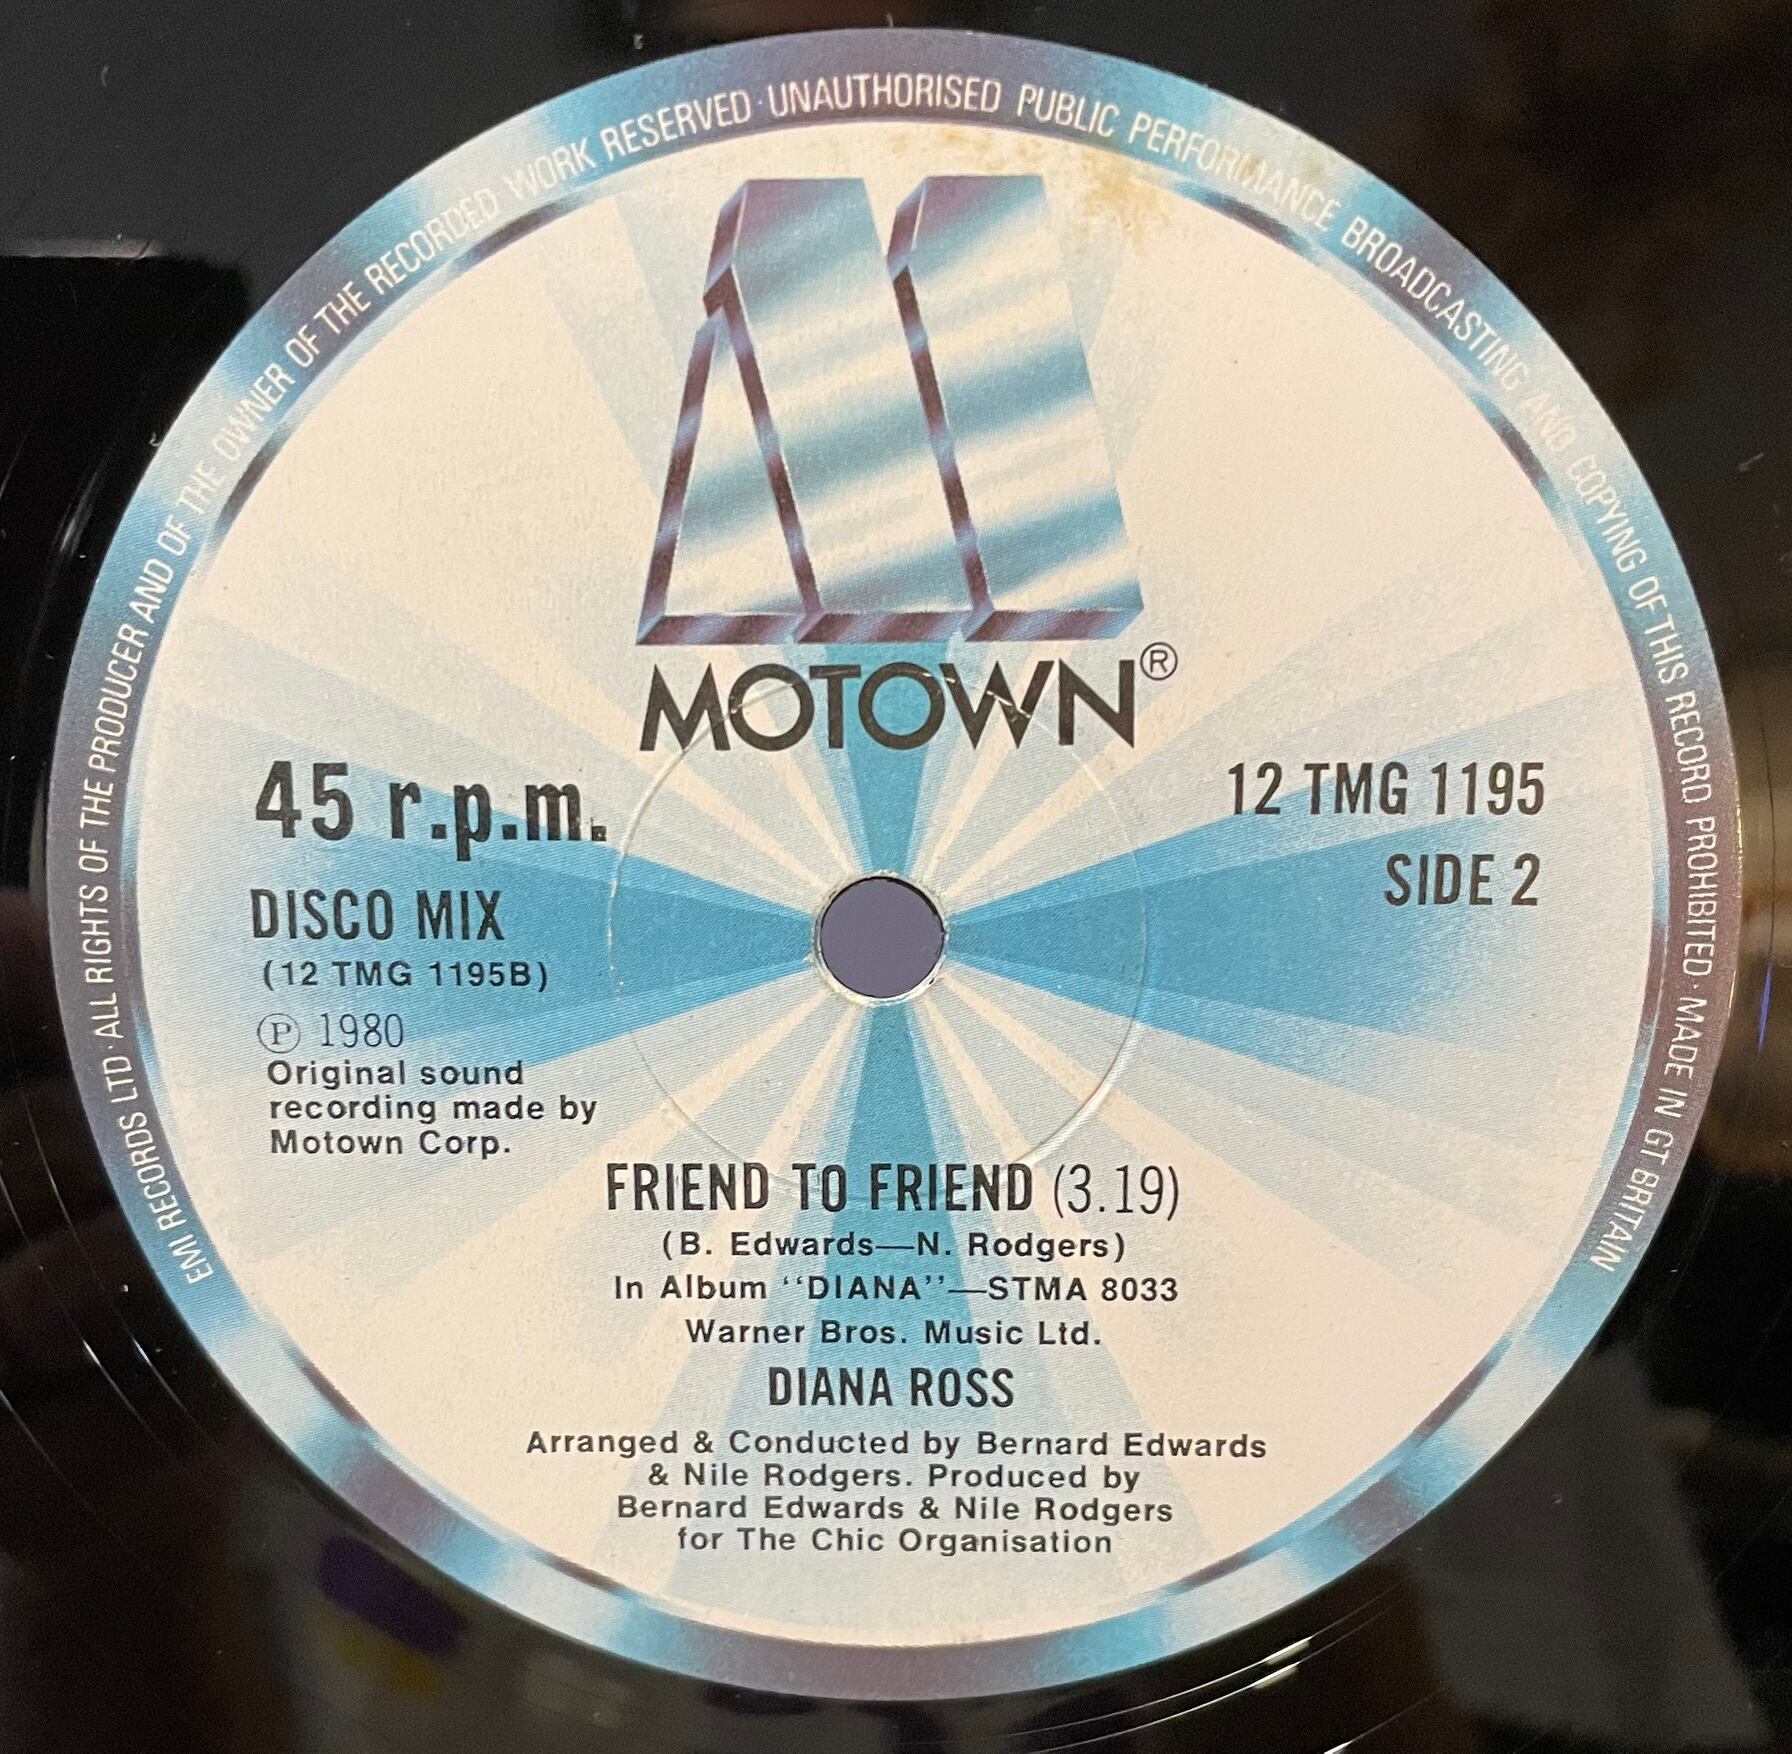 EMI RECORDS LTD · ALL RIGHTS OF THE PRODUCER AND OF THE OWNER OF THE RECORDED WORK RESERVED · UNAUTHORISED PUBLIC PERFORMANCE BROADCASTING AND COPYING OF THIS RECORD PROHIBITED · MADE IN GT BRITAIN
MOTOWN®
45 r.p.m.
12 TMG 1195
SIDE 2
DISCO MIX
(12 TMG 1195B)
Ⓟ 1980
Original sound
recording made by
Motown Corp.
FRIEND TO FRIEND (3.19)
(B. Edwards—N. Rodgers)
In Album ‘‘DIANA’’—STMA 8033
Warner Bros. Music Ltd.
DIANA ROSS
Arranged & Conducted by Bernard Edwards
& Nile Rodgers. Produced by
Bernard Edwards & Nile Rodgers
for The Chic Organisation